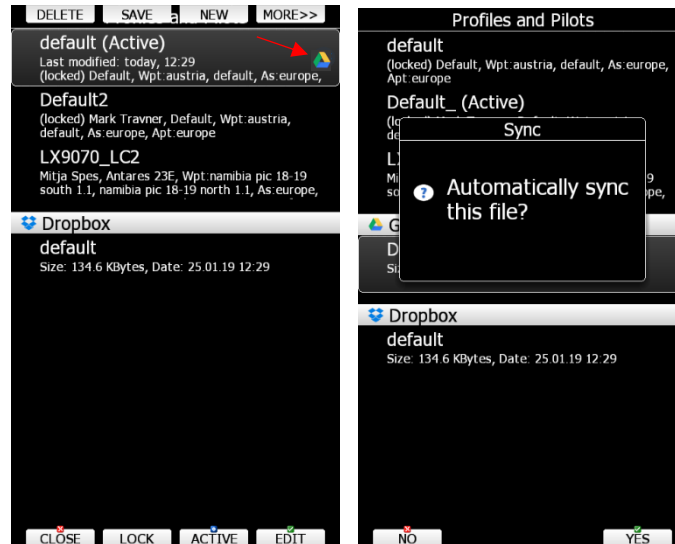 DELETE SAVE NEW MORE>>
default (Active)
Last modified: today, 12:29
(locked) Default, Wpt:austria, default, As:europe,
Default2
(locked) Mark Travner, Default, Wpt:austria,
default, As:europe, Apt:europe
LX9070_LC2
Mitja Spes, Antares 23E, Wpt:namibia pic 18-19
south 1.1, namibia pic 18-19 north 1.1, As:europe,
Dropbox
default
Size: 134.6 KBytes, Date: 25.01.19 12:29
CLOSE LOCK ACTIVE EDIT
Profiles and Pilots
default
(locked) Default, Wpt:austria, default, As:europe,
Apt:europe
Default_ (Active)
Sync
Automatically sync
this file?
Dropbox
default
Size: 134.6 KBytes, Date: 25.01.19 12:29
NO YES